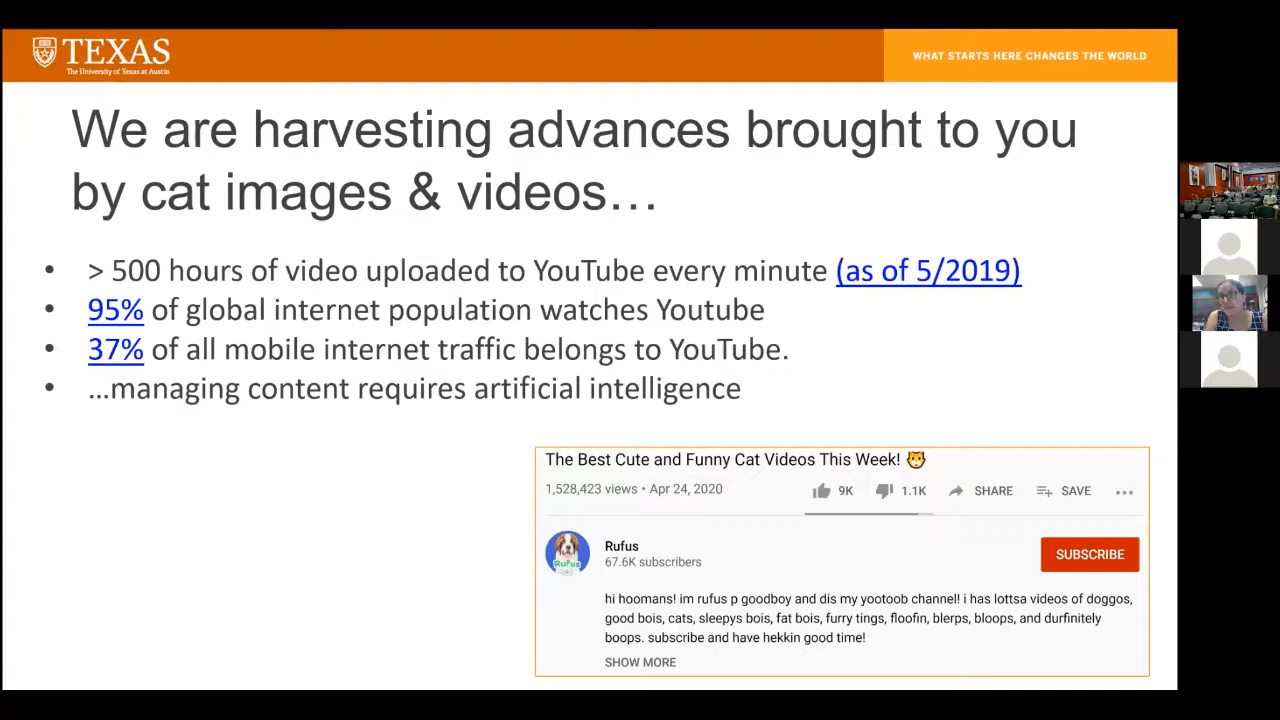 TEXAS
The University of Texas at Austin
WHAT STARTS HERE CHANGES THE WORLD
We are harvesting advances brought to you
by cat images & videos…
• > 500 hours of video uploaded to YouTube every minute (as of 5/2019)
• 95% of global internet population watches Youtube
• 37% of all mobile internet traffic belongs to YouTube.
• …managing content requires artificial intelligence
The Best Cute and Funny Cat Videos This Week! 🐱
1,528,423 views • Apr 24, 2020 9K 1.1K SHARE SAVE ...
Rufus
Rufus
67.6K subscribers
SUBSCRIBE
hi hoomans! im rufus p goodboy and dis my yootoob channel! i has lottsa videos of doggos,
good bois, cats, sleepys bois, fat bois, furry tings, floofin, blerps, bloops, and durfinitely
boops. subscribe and have hekkin good time!
SHOW MORE